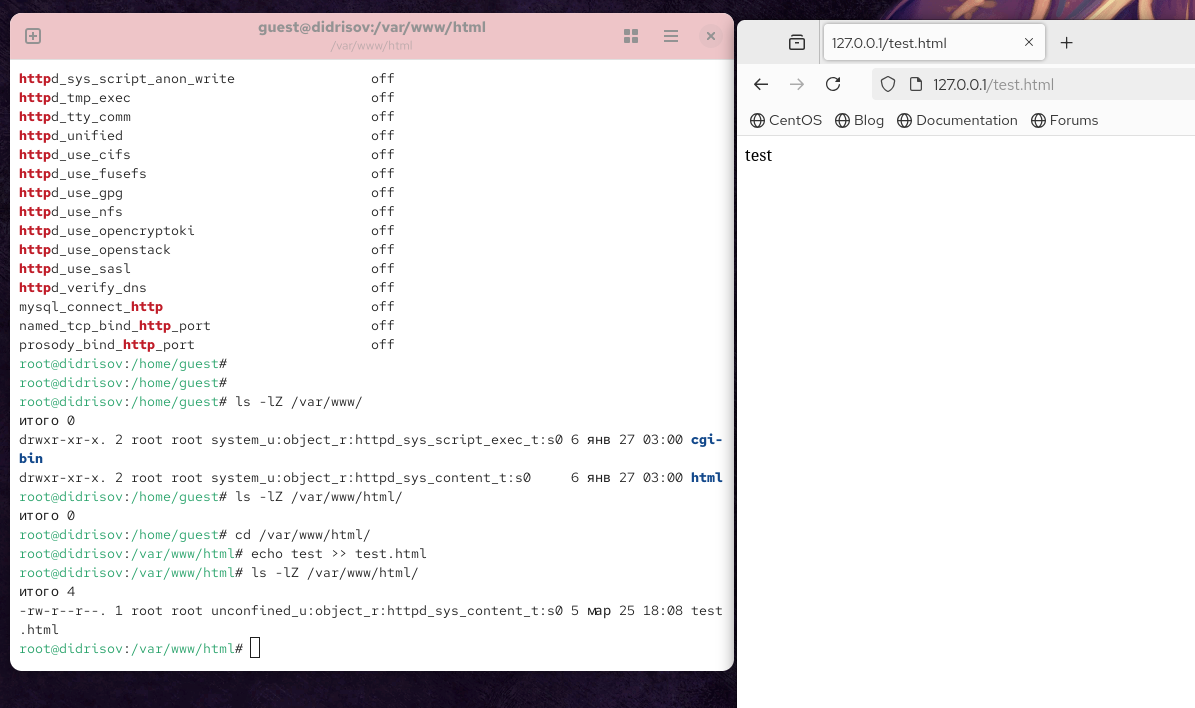 guest@didrisov:/var/www/html
/var/www/html
httpd_sys_script_anon_write off
httpd_tmp_exec off
httpd_tty_comm off
httpd_unified off
httpd_use_cifs off
httpd_use_fusefs off
httpd_use_gpg off
httpd_use_nfs off
httpd_use_opencryptoki off
httpd_use_openstack off
httpd_use_sasl off
httpd_verify_dns off
mysql_connect_http off
named_tcp_bind_http_port off
prosody_bind_http_port off
root@didrisov:/home/guest#
root@didrisov:/home/guest#
root@didrisov:/home/guest# ls -lZ /var/www/
итого 0
drwxr-xr-x. 2 root root system_u:object_r:httpd_sys_script_exec_t:s0 6 янв 27 03:00 cgi-
bin
drwxr-xr-x. 2 root root system_u:object_r:httpd_sys_content_t:s0 6 янв 27 03:00 html
root@didrisov:/home/guest# ls -lZ /var/www/html/
итого 0
root@didrisov:/home/guest# cd /var/www/html/
root@didrisov:/var/www/html# echo test >> test.html
root@didrisov:/var/www/html# ls -lZ /var/www/html/
итого 4
-rw-r--r--. 1 root root unconfined_u:object_r:httpd_sys_content_t:s0 5 мар 25 18:08 test
.html
root@didrisov:/var/www/html#
127.0.0.1/test.html
127.0.0.1/test.html
CentOS Blog Documentation Forums
test